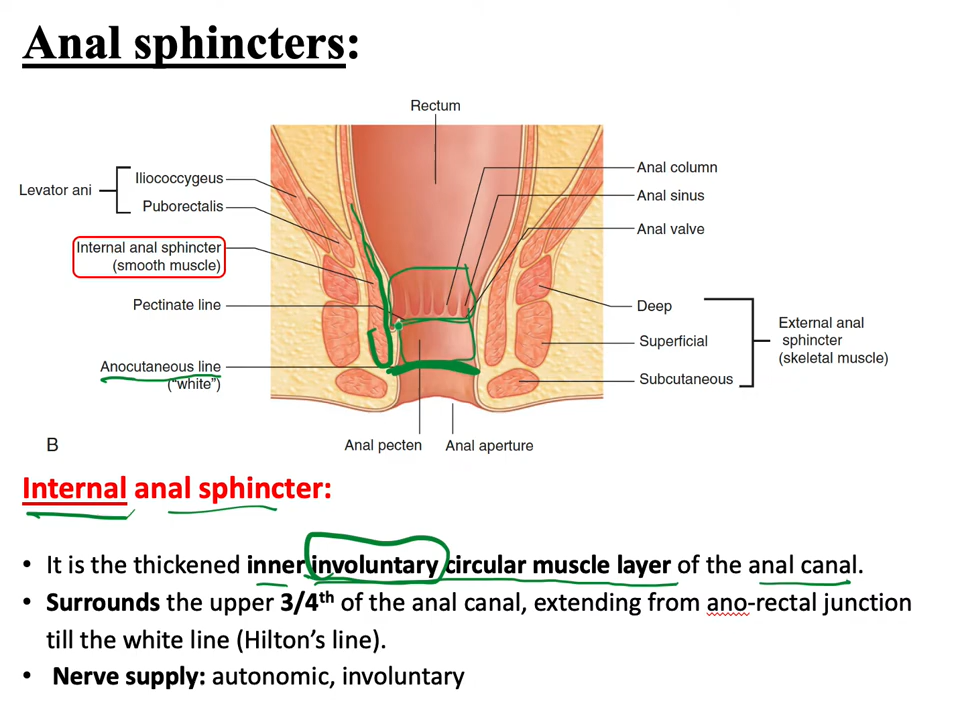 Anal sphincters:
Rectum
Levator ani
Iliococcygeus
Puborectalis
Internal anal sphincter
(smooth muscle)
Pectinate line
Anocutaneous line
("white")
Anal column
Anal sinus
Anal valve
Deep
Superficial
Subcutaneous
External anal
sphincter
(skeletal muscle)
B
Anal pecten
Anal aperture
Internal anal sphincter:
• It is the thickened inner involuntary circular muscle layer of the anal canal.
• Surrounds the upper 3/4th of the anal canal, extending from ano-rectal junction
till the white line (Hilton's line).
• Nerve supply: autonomic, involuntary